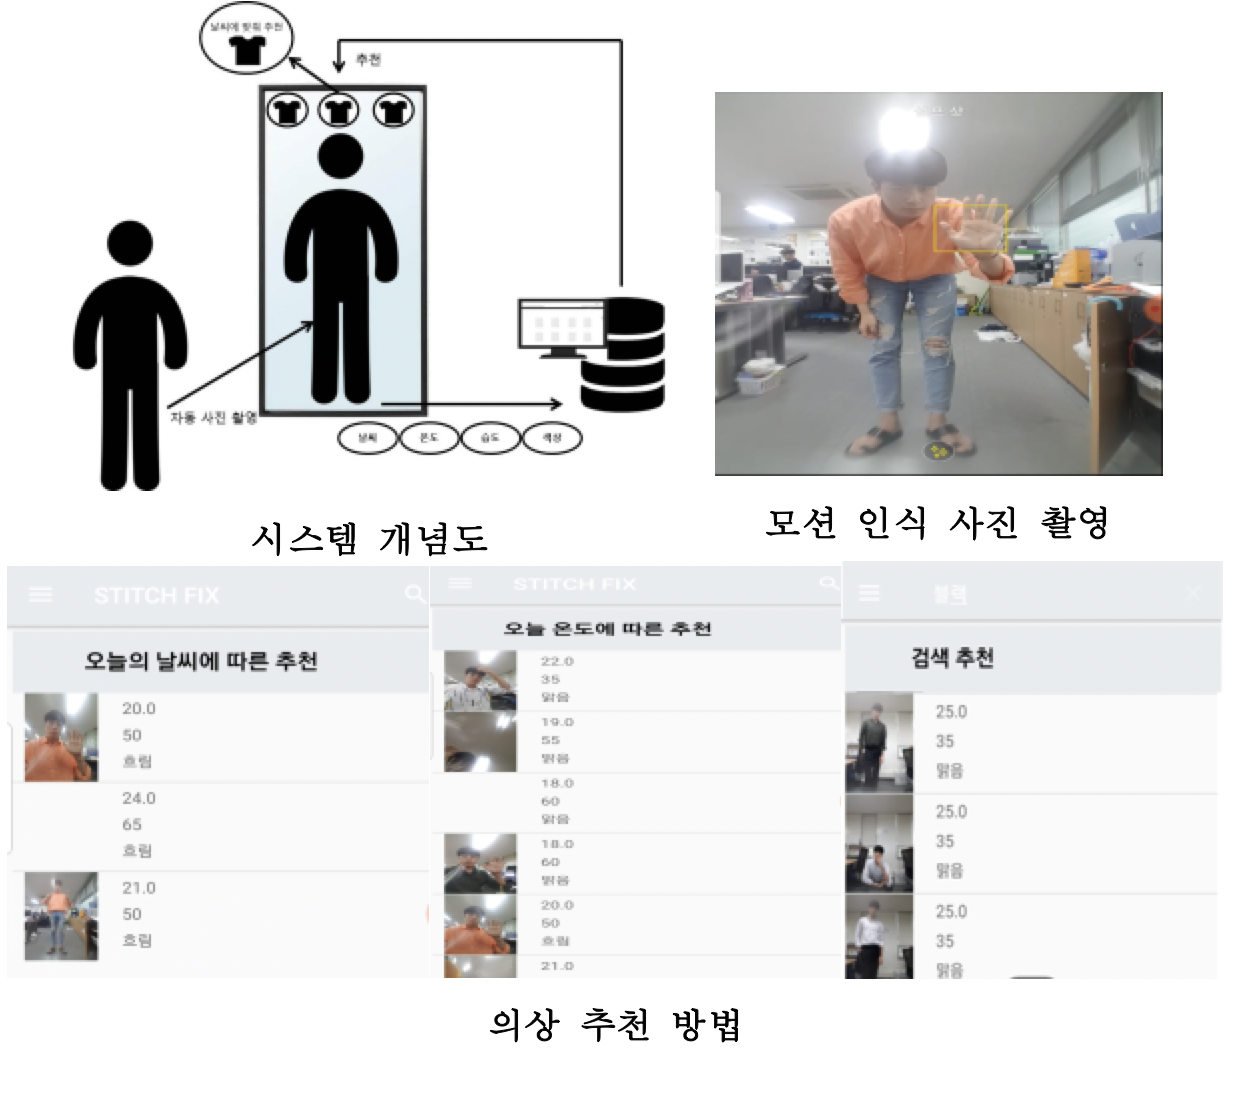 날씨에 맞춰 추천
추천
자동 사진 촬영
날씨 온도 습도 색상
시스템 개념도
모션 인식 사진 촬영
STITCH FIX
오늘의 날씨에 따른 추천
20.0
50
흐림
24.0
65
흐림
21.0
50
흐림
STITCH FIX
오늘 온도에 따른 추천
22.0
35
맑음
19.0
55
맑음
18.0
60
맑음
18.0
60
맑음
20.0
50
흐림
21.0
블랙
검색 추천
25.0
35
맑음
25.0
35
맑음
25.0
35
맑음
의상 추천 방법